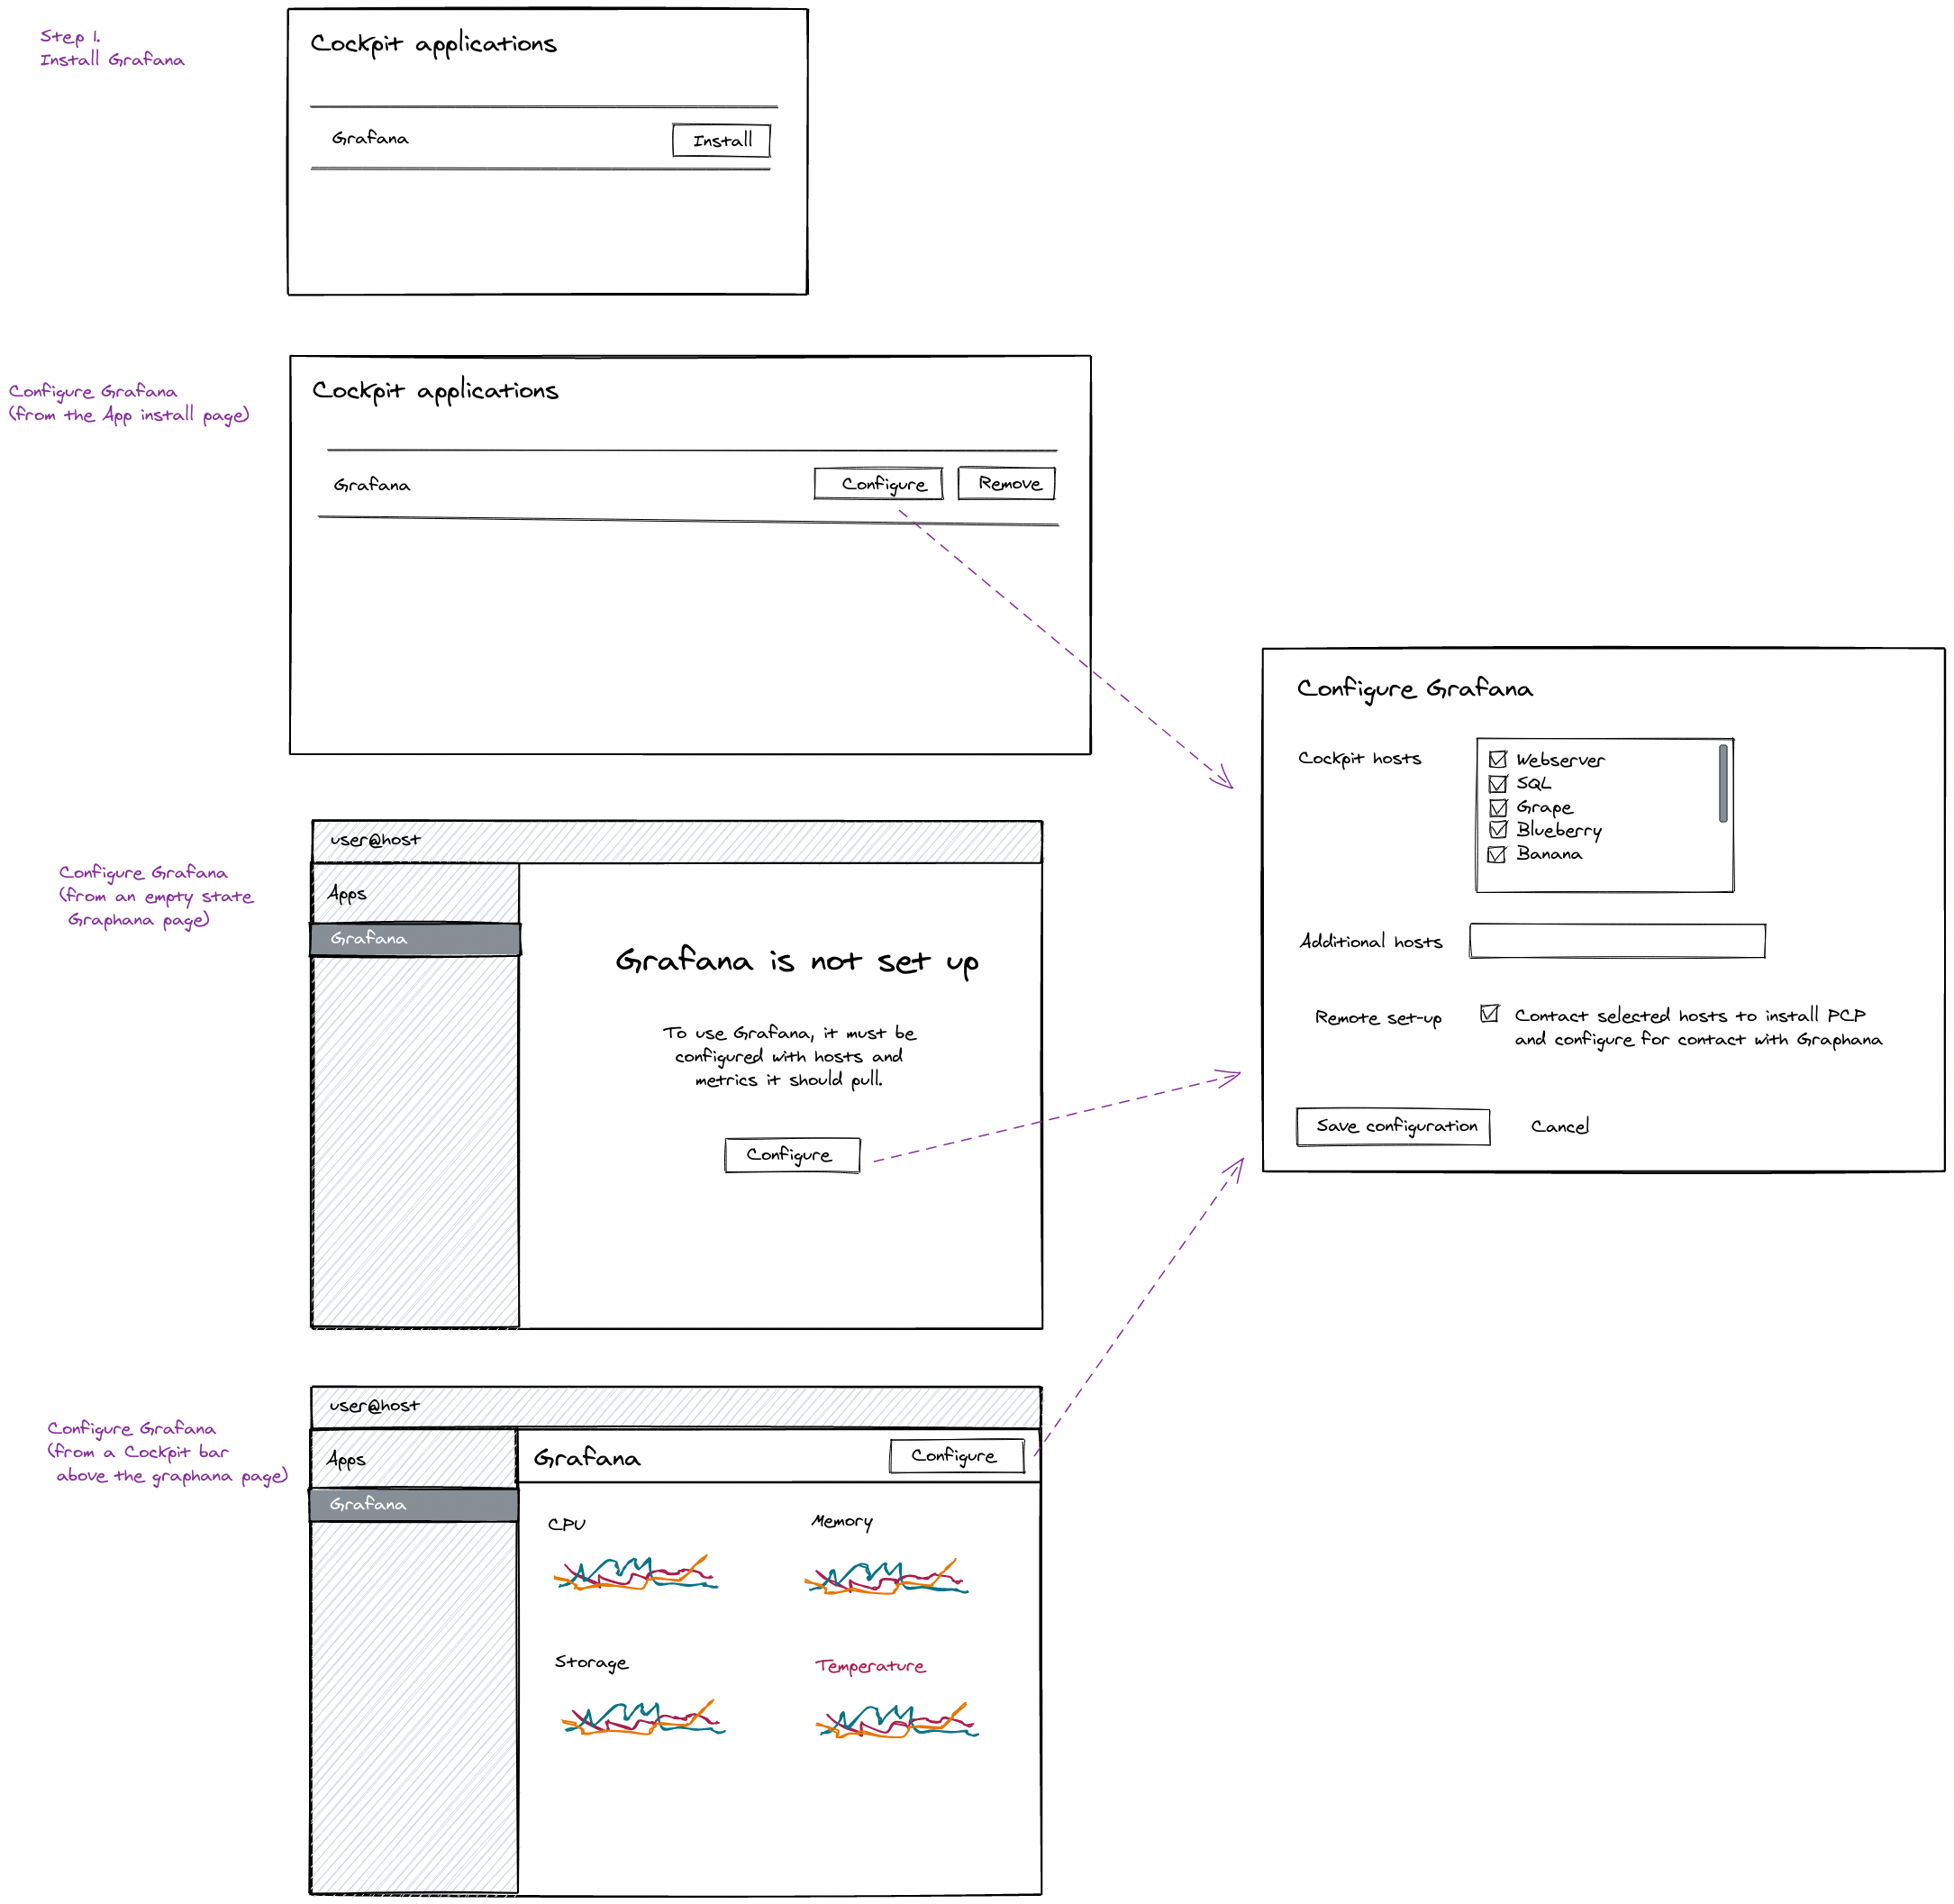 Step 1.
Install Grafana
Cockpit applications
Grafana
Install
Configure Grafana
(from the App install page)
Cockpit applications
Grafana
Configure
Remove
Configure Grafana
Cockpit hosts
Webserver
SQL
Grape
Blueberry
Banana
Additional hosts
Remote set-up
Contact selected hosts to install PCP
and configure for contact with Graphana
Save configuration
Cancel
Configure Grafana
(from an empty state
Graphana page)
user@host
Apps
Grafana
Grafana is not set up
To use Grafana, it must be
configured with hosts and
metrics it should pull.
Configure
Configure Grafana
(from a Cockpit bar
above the graphana page)
user@host
Apps
Grafana
Grafana
Configure
CPU
Memory
Storage
Temperature